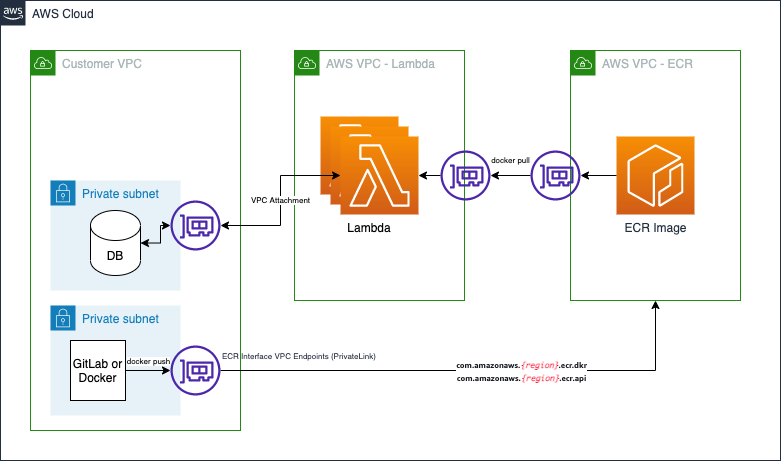 aws
AWS Cloud
Customer VPC
AWS VPC - Lambda
AWS VPC - ECR
docker pull
Private subnet
VPC Attachment
DB
Lambda
ECR Image
Private subnet
GitLab or
Docker
docker push
ECR Interface VPC Endpoints (PrivateLink)
com.amazonaws.{region}.ecr.dkr
com.amazonaws.{region}.ecr.api